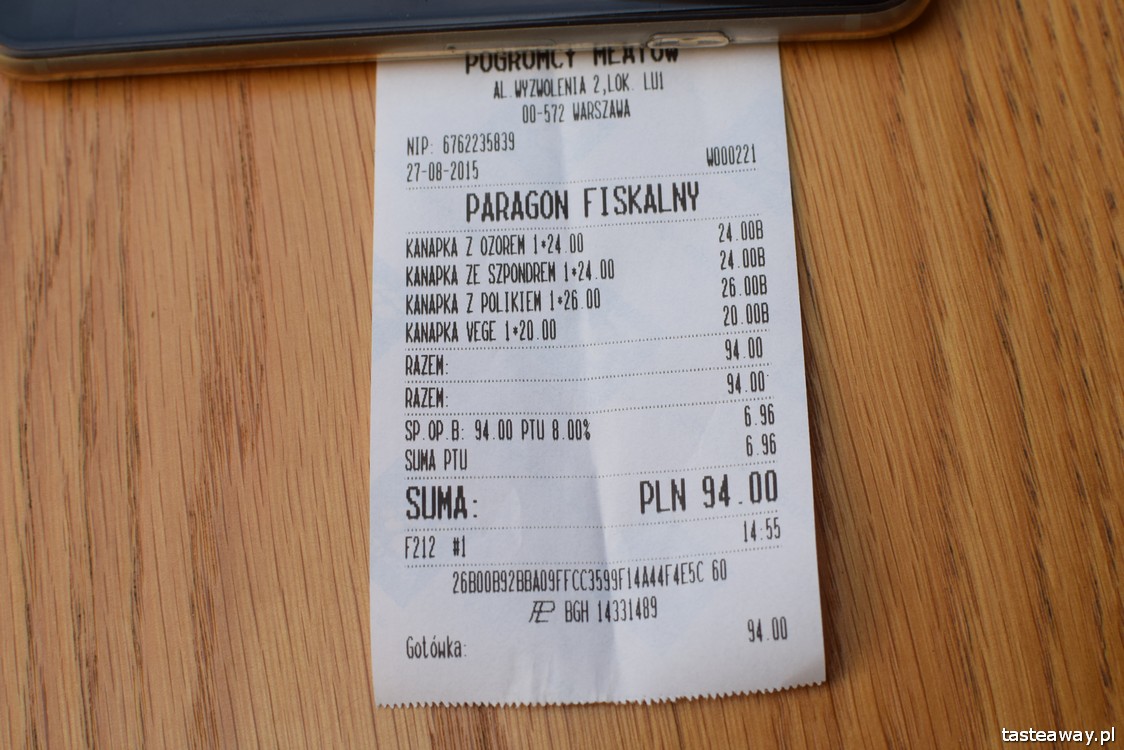 POGROMCY MEATÓW
AL.WYZWOLENIA 2,LOK. LU1
00-572 WARSZAWA
NIP: 6762235839
27-08-2015 W000221
PARAGON FISKALNY
KANAPKA Z OZOREM 1*24.00 24.00B
KANAPKA ZE SZPONDREM 1*24.00 24.00B
KANAPKA Z POLIKIEM 1*26.00 26.00B
KANAPKA VEGE 1*20.00 20.00B
RAZEM: 94.00
RAZEM: 94.00
SP.OP.B: 94.00 PTU 8.00% 6.96
SUMA PTU 6.96
SUMA: PLN 94.00
F212 #1 14:55
26B00B92BBA09FFCC3599F14A44F4E5C 60
BGH 14331489
Gotówka: 94.00
tasteaway.pl